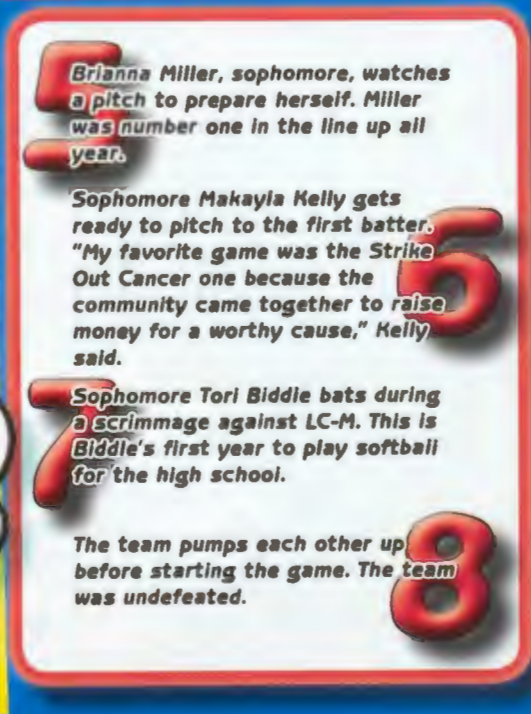 5
Brianna Miller, sophomore, watches
a pitch to prepare herself. Miller
was number one in the line up all
year.
Sophomore Makayla Kelly gets
ready to pitch to the first batter.
"My favorite game was the Strike
Out Cancer one because the
community came together to raise
money for a worthy cause," Kelly
said.
6
7
Sophomore Tori Biddle bats during
a scrimmage against LC-M. This is
Biddle's first year to play softball
for the high school.
The team pumps each other up
before starting the game. The team
was undefeated.
8